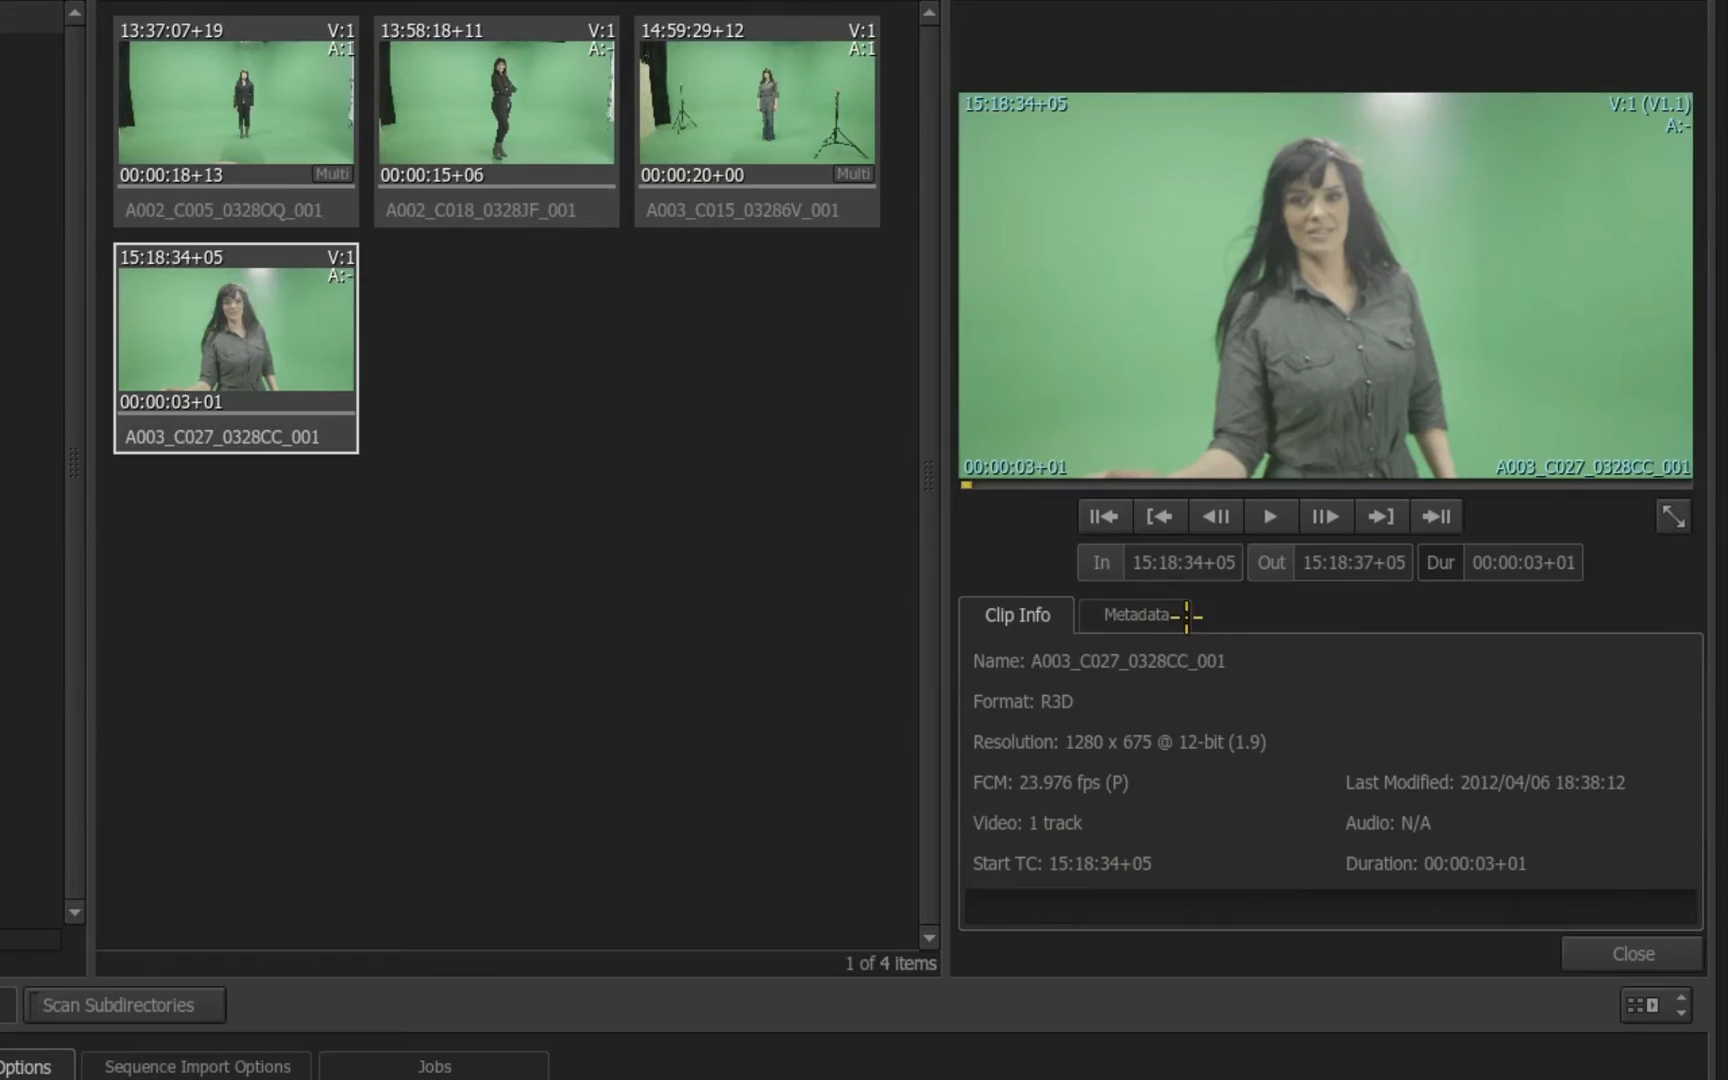 13:37:07+19 V:1
A:1
00:00:18+13 Multi
A002_C005_0328OQ_001
13:58:18+11 V:1
A:-
00:00:15+06
A002_C018_0328JF_001
14:59:29+12 V:1
A:1
00:00:20+00 Multi
A003_C015_03286V_001
15:18:34+05 V:1
A:-
00:00:03+01
A003_C027_0328CC_001
1 of 4 items
15:18:34+05 V:1 (V1.1)
A:-
00:00:03+01 A003_C027_0328CC_001
In 15:18:34+05 Out 15:18:37+05 Dur 00:00:03+01
Clip Info Metadata
Name: A003_C027_0328CC_001
Format: R3D
Resolution: 1280 x 675 @ 12-bit (1.9)
FCM: 23.976 fps (P) Last Modified: 2012/04/06 18:38:12
Video: 1 track Audio: N/A
Start TC: 15:18:34+05 Duration: 00:00:03+01
Close
Scan Subdirectories
Options Sequence Import Options Jobs